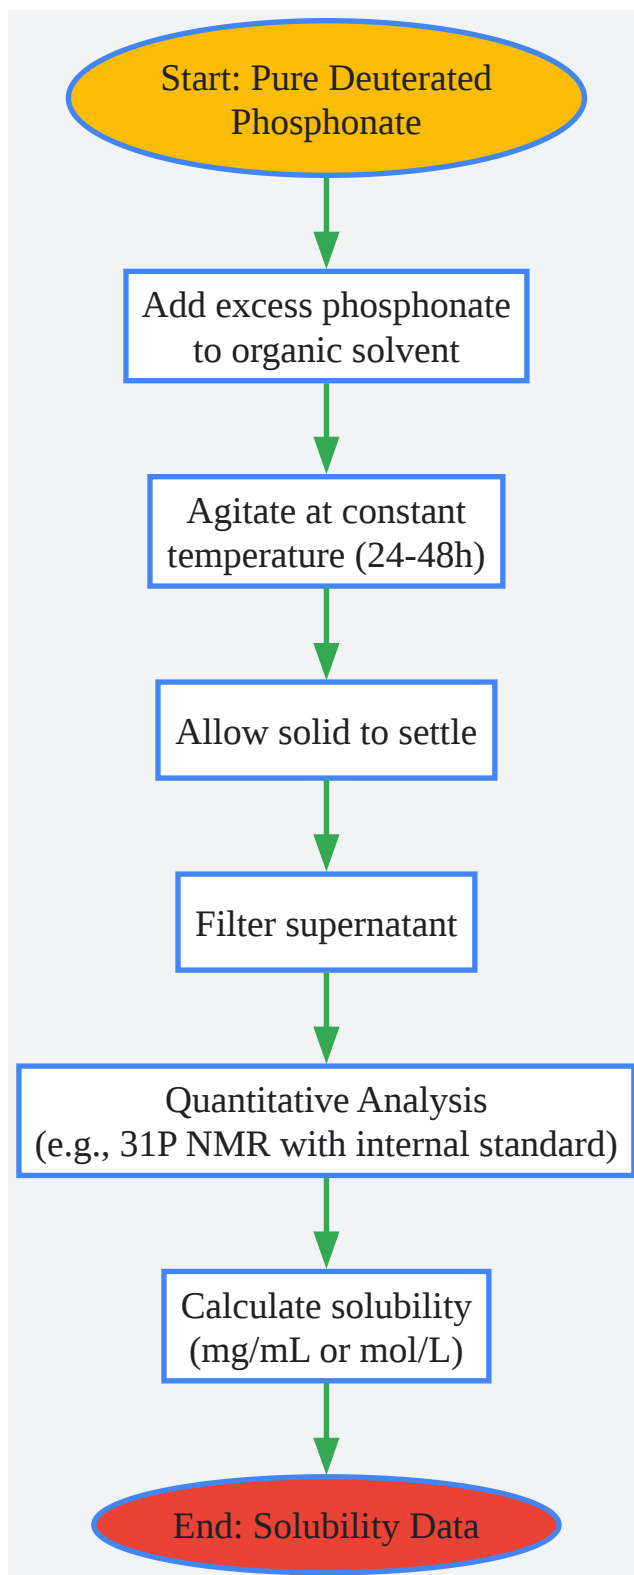 Start: Pure Deuterated
Phosphonate
Add excess phosphonate
to organic solvent
Agitate at constant
temperature (24-48h)
Allow solid to settle
Filter supernatant
Quantitative Analysis
(e.g., 31P NMR with internal standard)
Calculate solubility
(mg/mL or mol/L)
End: Solubility Data